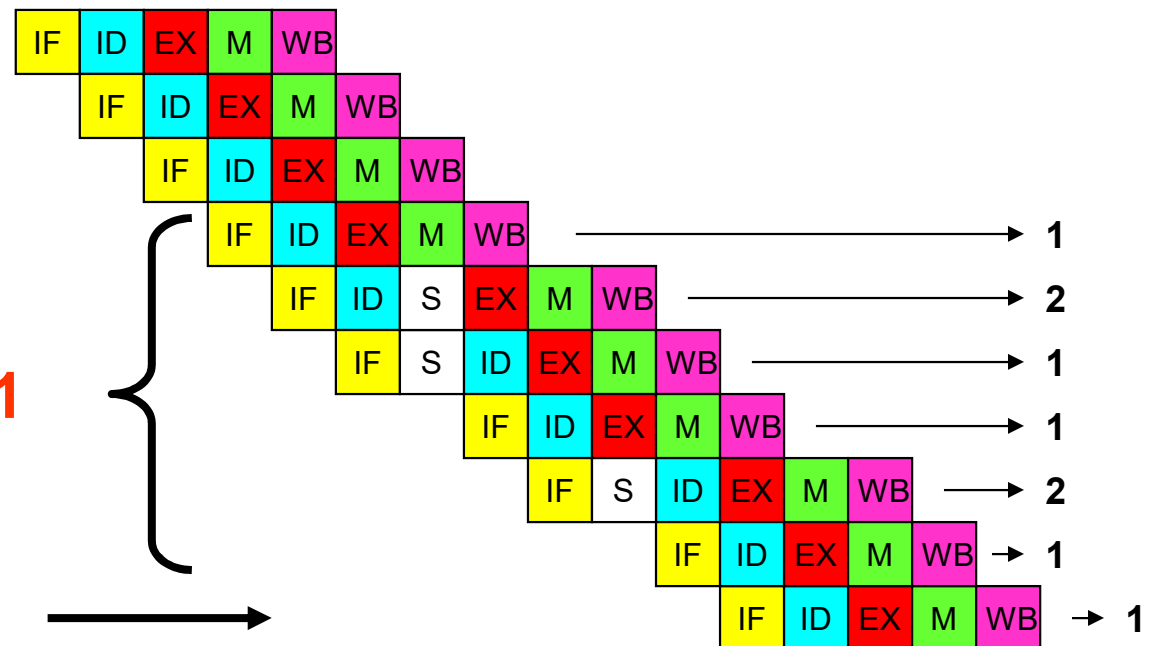 IF ID EX M WB
IF ID EX M WB
IF ID EX M WB
IF ID EX M WB 1
IF ID S EX M WB 2
IF S ID EX M WB 1
1 IF ID EX M WB 1
IF S ID EX M WB 2
IF ID EX M WB 1
IF ID EX M WB 1